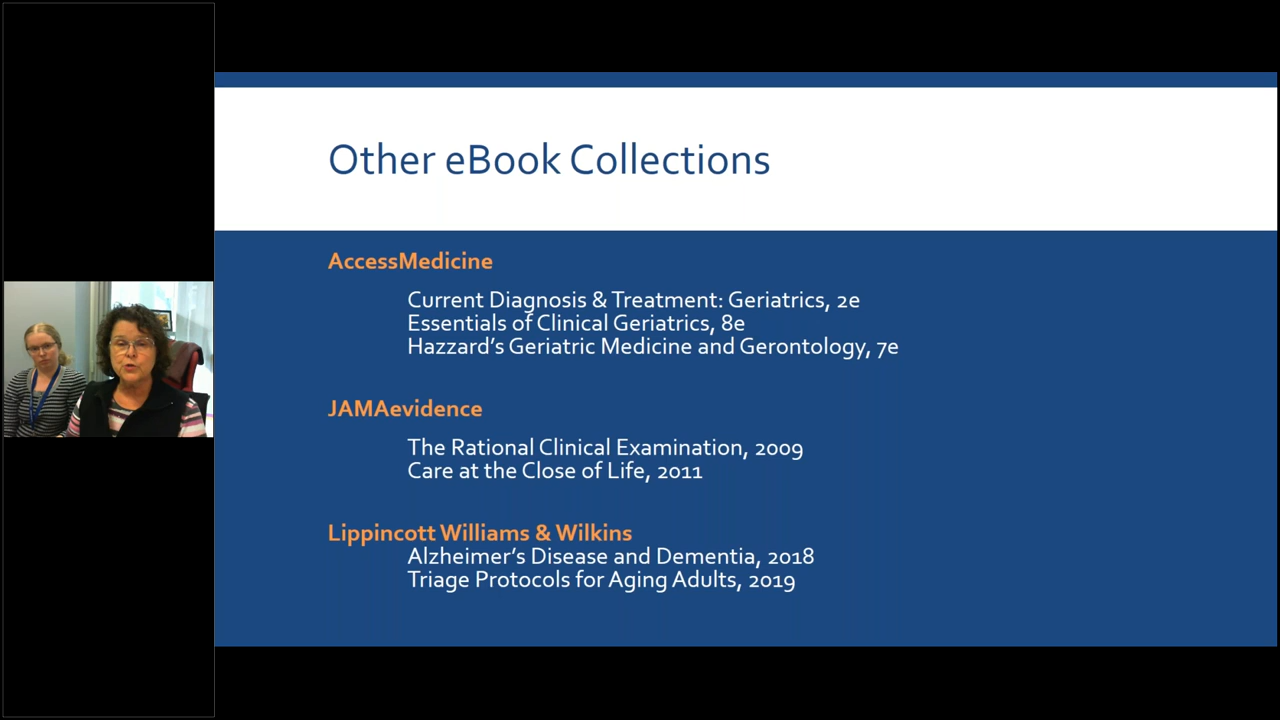 Other eBook Collections
AccessMedicine
Current Diagnosis & Treatment: Geriatrics, 2e
Essentials of Clinical Geriatrics, 8e
Hazzard's Geriatric Medicine and Gerontology, 7e
JAMAevidence
The Rational Clinical Examination, 2009
Care at the Close of Life, 2011
Lippincott Williams & Wilkins
Alzheimer's Disease and Dementia, 2018
Triage Protocols for Aging Adults, 2019